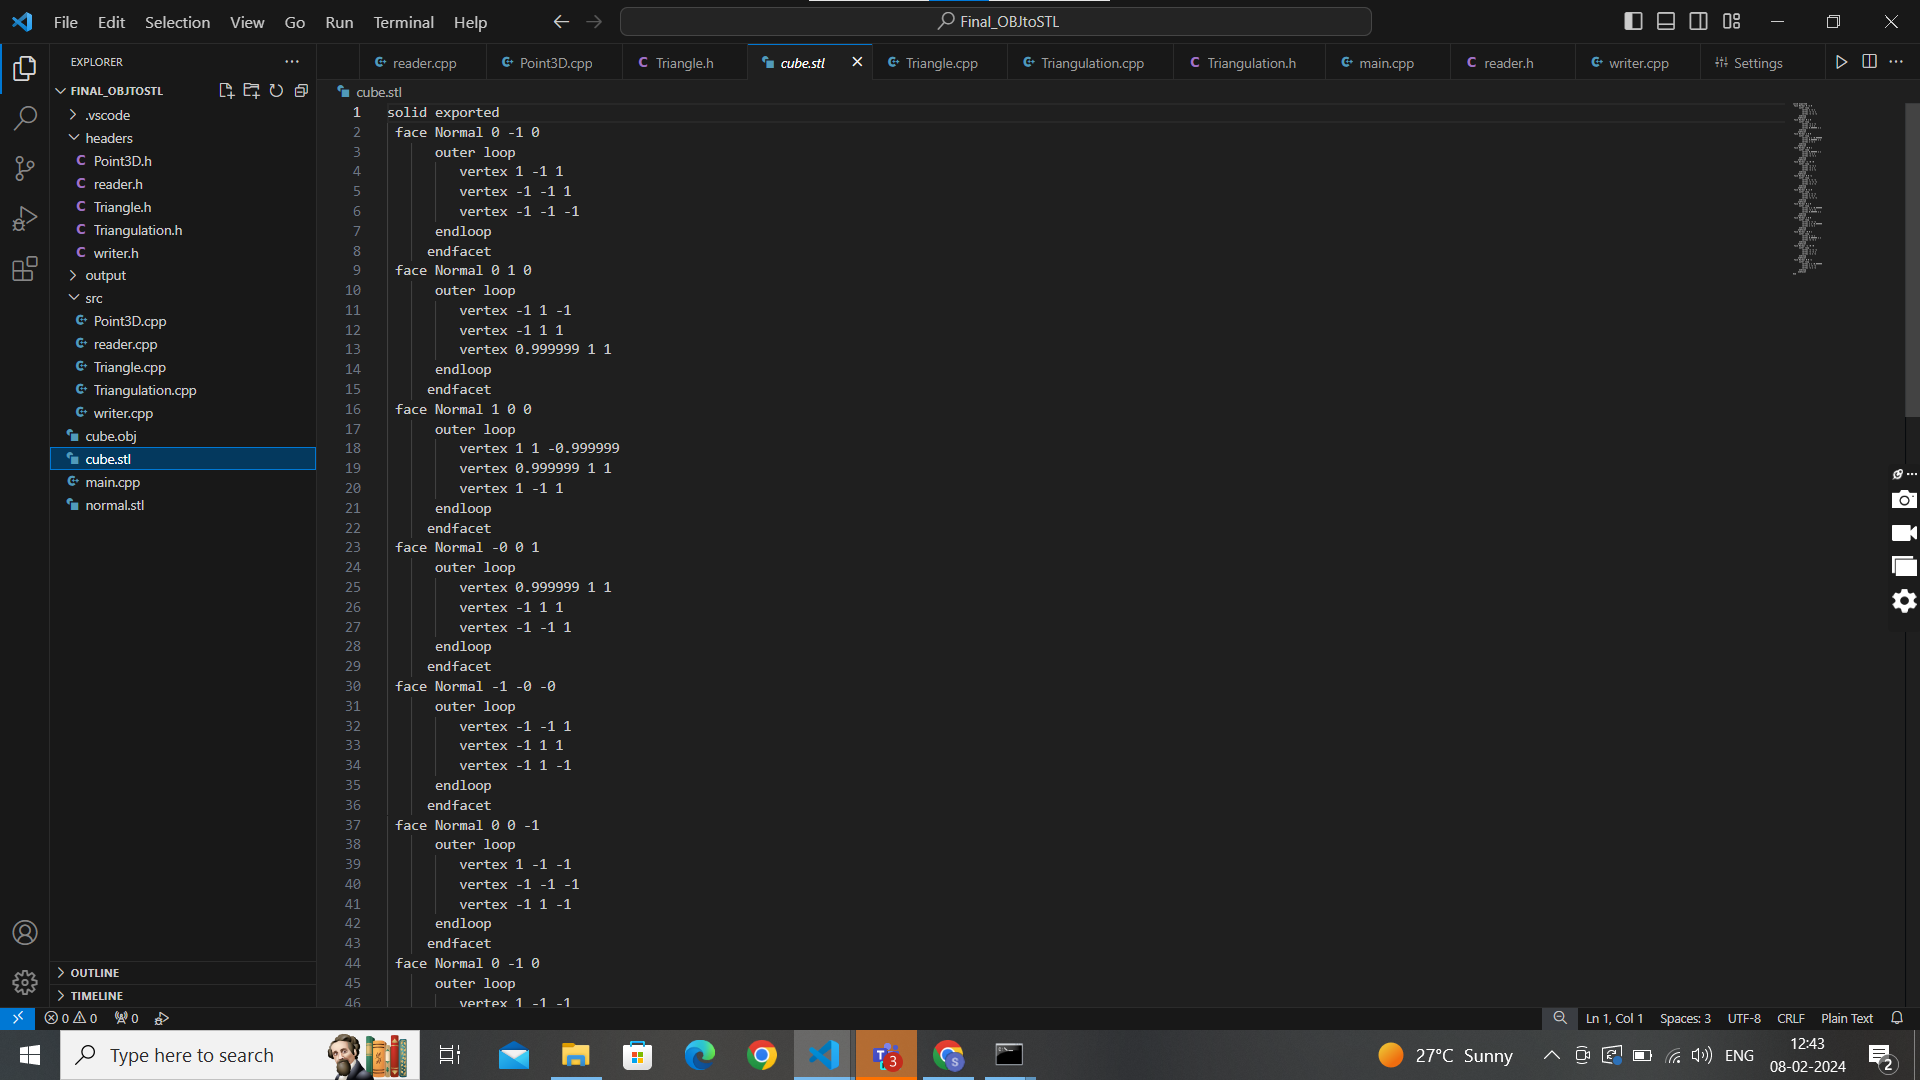 File Edit Selection View Go Run Terminal Help
Final_OBJtoSTL
EXPLORER
FINAL_OBJTOSTL
.vscode
headers
Point3D.h
reader.h
Triangle.h
Triangulation.h
writer.h
output
src
Point3D.cpp
reader.cpp
Triangle.cpp
Triangulation.cpp
writer.cpp
cube.obj
cube.stl
main.cpp
normal.stl
OUTLINE
TIMELINE
reader.cpp Point3D.cpp Triangle.h cube.stl Triangle.cpp Triangulation.cpp Triangulation.h main.cpp reader.h writer.cpp Settings
cube.stl
1 solid exported
2 face Normal 0 -1 0
3 outer loop
4 vertex 1 -1 1
5 vertex -1 -1 1
6 vertex -1 -1 -1
7 endloop
8 endfacet
9 face Normal 0 1 0
10 outer loop
11 vertex -1 1 -1
12 vertex -1 1 1
13 vertex 0.999999 1 1
14 endloop
15 endfacet
16 face Normal 1 0 0
17 outer loop
18 vertex 1 1 -0.999999
19 vertex 0.999999 1 1
20 vertex 1 -1 1
21 endloop
22 endfacet
23 face Normal -0 0 1
24 outer loop
25 vertex 0.999999 1 1
26 vertex -1 1 1
27 vertex -1 -1 1
28 endloop
29 endfacet
30 face Normal -1 -0 -0
31 outer loop
32 vertex -1 -1 1
33 vertex -1 1 1
34 vertex -1 1 -1
35 endloop
36 endfacet
37 face Normal 0 0 -1
38 outer loop
39 vertex 1 -1 -1
40 vertex -1 -1 -1
41 vertex -1 1 -1
42 endloop
43 endfacet
44 face Normal 0 -1 0
45 outer loop
46 vertex 1 -1 -1
0 0 0
Ln 1, Col 1 Spaces: 3 UTF-8 CRLF Plain Text
Type here to search
3
S
27°C Sunny
ENG
12:43
08-02-2024
2